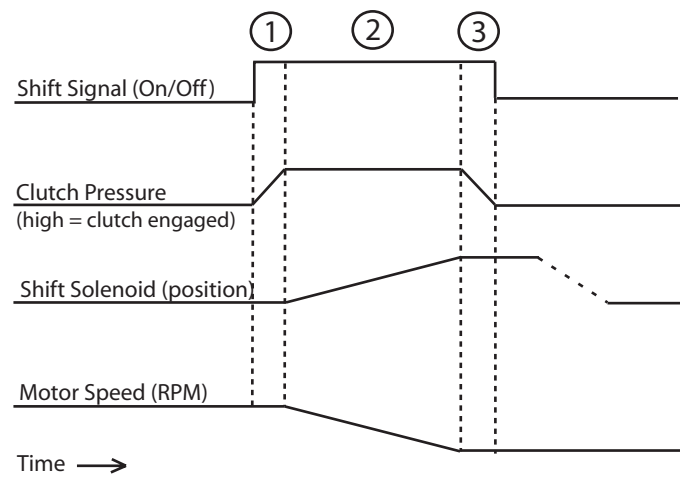 1 2 3
Shift Signal (On/Off)
Clutch Pressure
(high = clutch engaged)
Shift Solenoid (position)
Motor Speed (RPM)
Time